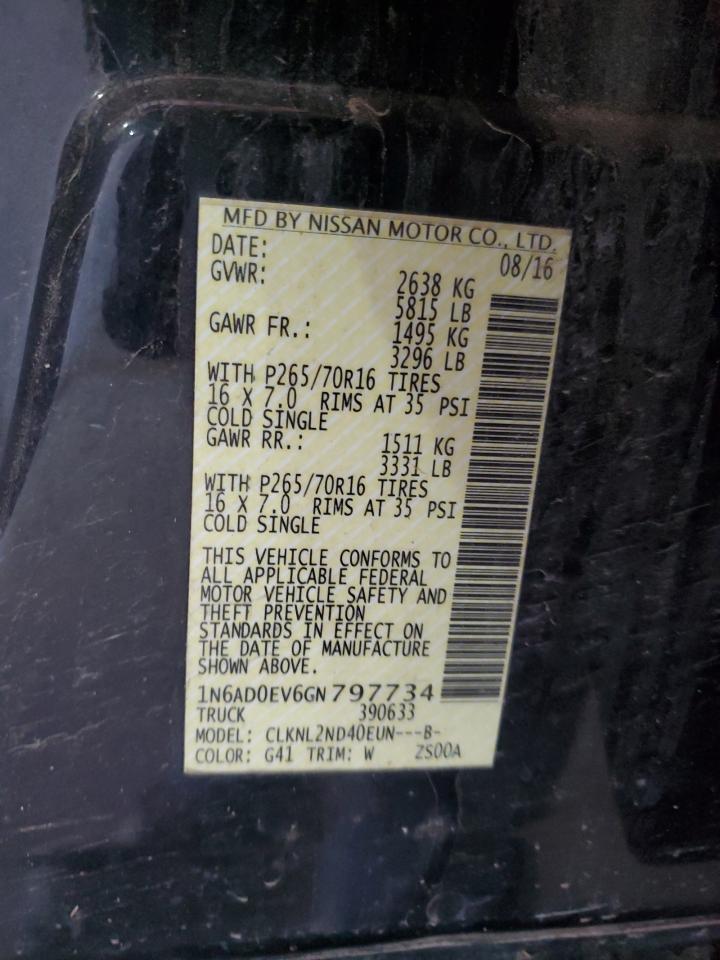 MFD BY NISSAN MOTOR CO., LTD.
DATE: 08/16
GVWR: 2638 KG
5815 LB
GAWR FR.: 1495 KG
3296 LB
WITH P265/70R16 TIRES
16 X 7.0 RIMS AT 35 PSI
COLD SINGLE
GAWR RR.: 1511 KG
3331 LB
WITH P265/70R16 TIRES
16 X 7.0 RIMS AT 35 PSI
COLD SINGLE
THIS VEHICLE CONFORMS TO
ALL APPLICABLE FEDERAL
MOTOR VEHICLE SAFETY AND
THEFT PREVENTION
STANDARDS IN EFFECT ON
THE DATE OF MANUFACTURE
SHOWN ABOVE.
1N6AD0EV6GN797734
TRUCK 390633
MODEL: CLKNL2ND40EUN---B-
COLOR: G41 TRIM: W ZS00A